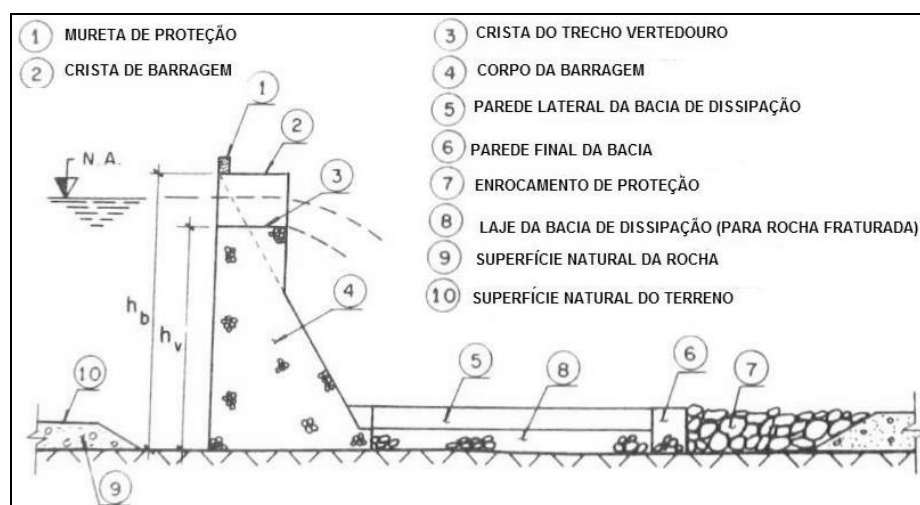 1 MURETA DE PROTEÇÃO
2 CRISTA DE BARRAGEM
3 CRISTA DO TRECHO VERTEDOURO
4 CORPO DA BARRAGEM
5 PAREDE LATERAL DA BACIA DE DISSIPAÇÃO
6 PAREDE FINAL DA BACIA
7 ENROCAMENTO DE PROTEÇÃO
8 LAJE DA BACIA DE DISSIPAÇÃO (PARA ROCHA FRATURADA)
9 SUPERFÍCIE NATURAL DA ROCHA
10 SUPERFÍCIE NATURAL DO TERRENO
1
2
N.A.
3
4
hb
hv
10
5
8
6
7
9